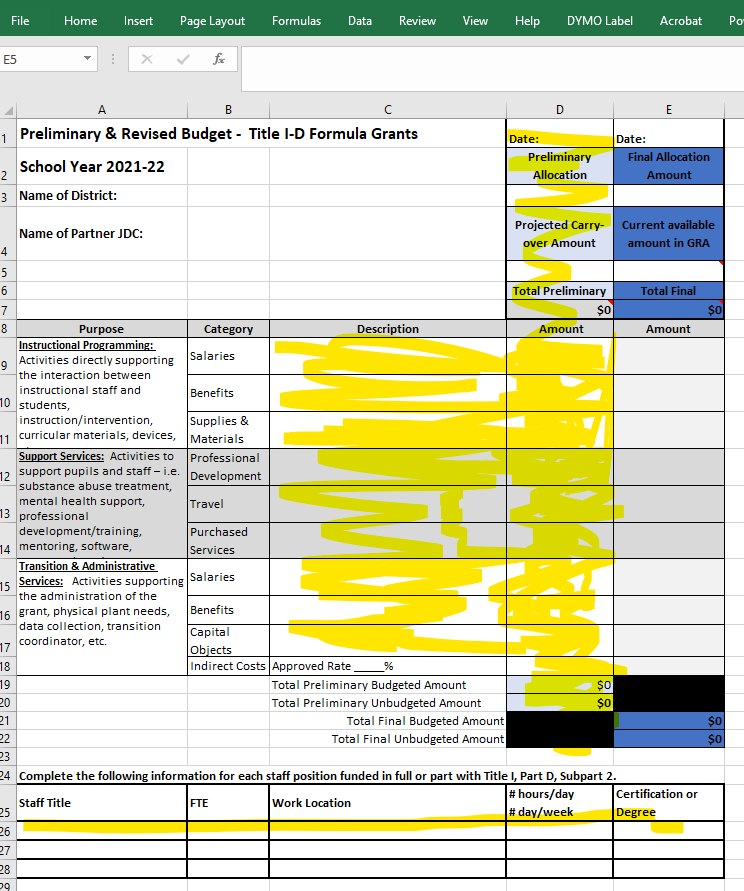 File Home Insert Page Layout Formulas Data Review View Help DYMO Label Acrobat Po
E5 fx
A B C D E
1 Preliminary & Revised Budget - Title I-D Formula Grants Date: Date:
2 School Year 2021-22 Preliminary Allocation Final Allocation Amount
3 Name of District:
4 Name of Partner JDC: Projected Carry-over Amount Current available amount in GRA
5
6 Total Preliminary Total Final
7 $0 $0
8 Purpose Category Description Amount Amount
Instructional Programming:
Activities directly supporting
the interaction between
instructional staff and
students,
instruction/intervention,
curricular materials, devices,
9 Salaries
10 Benefits
11 Supplies & Materials
Support Services: Activities to
support pupils and staff – i.e.
substance abuse treatment,
mental health support,
professional
development/training,
mentoring, software,
12 Professional Development
13 Travel
14 Purchased Services
Transition & Administrative
Services: Activities supporting
the administration of the
grant, physical plant needs,
data collection, transition
coordinator, etc.
15 Salaries
16 Benefits
17 Capital Objects
18 Indirect Costs Approved Rate _____%
19 Total Preliminary Budgeted Amount $0
20 Total Preliminary Unbudgeted Amount $0
21 Total Final Budgeted Amount $0
22 Total Final Unbudgeted Amount $0
23
24 Complete the following information for each staff position funded in full or part with Title I, Part D, Subpart 2.
25 Staff Title FTE Work Location # hours/day # day/week Certification or Degree
26
27
28
29